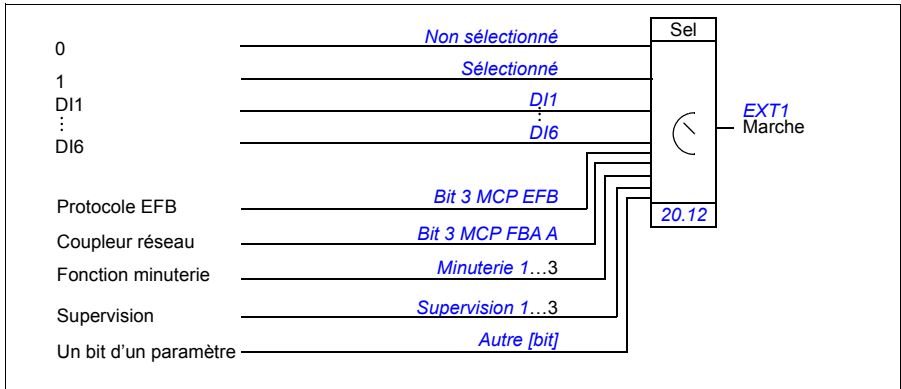 0 Non sélectionné Sel
1 Sélectionné
DI1 DI1
⋮ ⋮
DI6 DI6
EXT1
Marche
Protocole EFB Bit 3 MCP EFB
20.12
Coupleur réseau Bit 3 MCP FBA A
Fonction minuterie Minuterie 1…3
Supervision Supervision 1…3
Un bit d’un paramètre Autre [bit]